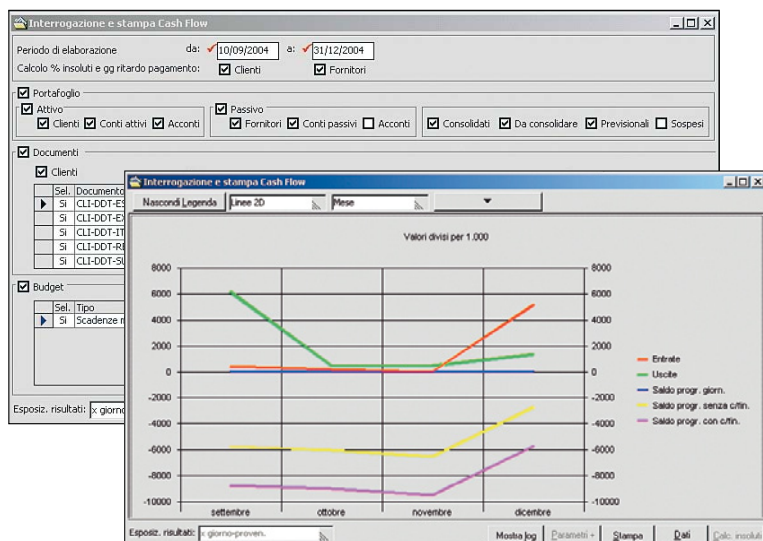 Interrogazione e stampa Cash Flow
Periodo di elaborazione da: 10/09/2004 a: 31/12/2004
Calcolo % insoluti e gg ritardo pagamento: Clienti Fornitori
Portafoglio
Attivo Passivo
Clienti Conti attivi Acconti Fornitori Conti passivi Acconti Consolidati Da consolidare Previsionali Sospesi
Documenti
Clienti
Sel. Documento
Si CLI-DDT-ES
Si CLI-DDT-EX
Si CLI-DDT-IT
Si CLI-DDT-RE
Si CLI-DDT-SU
Budget
Sel. Tipo
Si Scadenze
Esposiz. risultati: x giorno
Interrogazione e stampa Cash Flow
Nascondi Legenda Linee 2D Mese
Valori divisi per 1.000
8000 8000
6000 6000
4000 4000
2000 2000
0 0
-2000 -2000
-4000 -4000
-6000 -6000
-8000 -8000
-10000 -10000
settembre ottobre novembre dicembre
Entrate
Uscite
Saldo progr. giorn.
Saldo progr. senza c/fin.
Saldo progr. con c/fin.
Esposiz. risultati: x giorno-proven. Mostra log Parametri + Stampa Dati Calc. insoluti